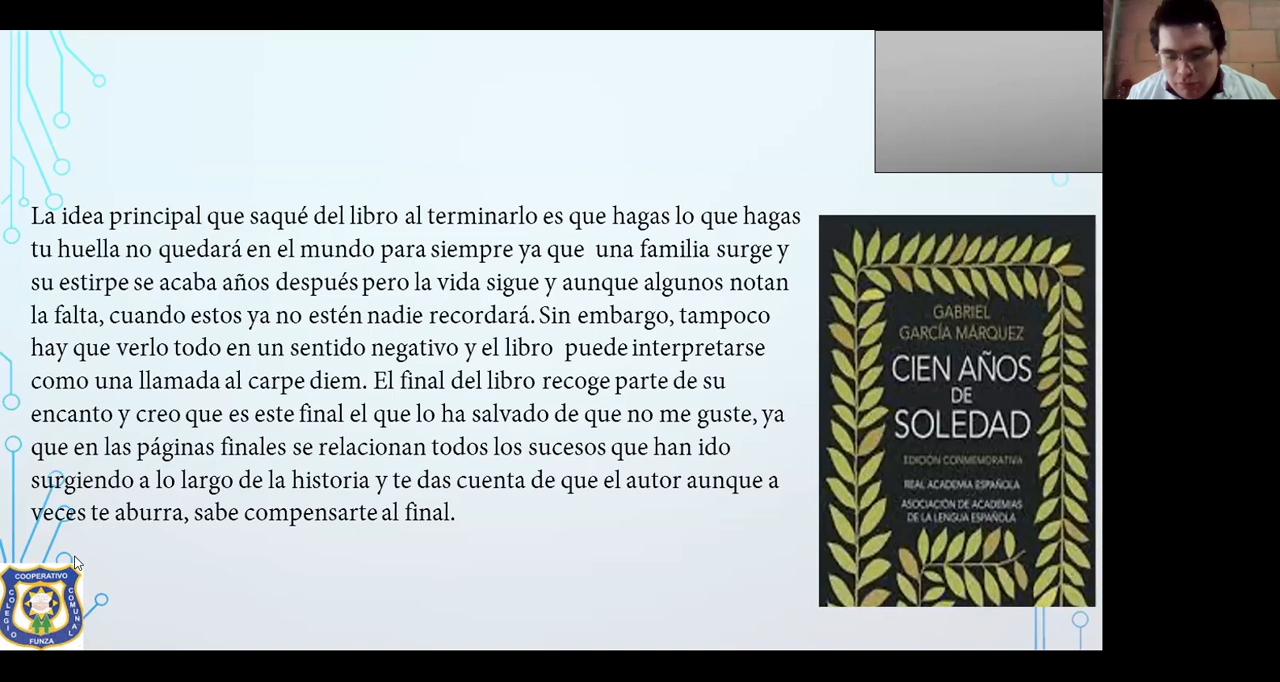 La idea principal que saqué del libro al terminarlo es que hagas lo que hagas
tu huella no quedará en el mundo para siempre ya que una familia surge y
su estirpe se acaba años después pero la vida sigue y aunque algunos notan
la falta, cuando estos ya no estén nadie recordará. Sin embargo, tampoco
hay que verlo todo en un sentido negativo y el libro puede interpretarse
como una llamada al carpe diem. El final del libro recoge parte de su
encanto y creo que es este final el que lo ha salvado de que no me guste, ya
que en las páginas finales se relacionan todos los sucesos que han ido
surgiendo a lo largo de la historia y te das cuenta de que el autor aunque a
veces te aburra, sabe compensarte al final.
GABRIEL
GARCÍA MÁRQUEZ
CIEN AÑOS
DE
SOLEDAD
EDICIÓN CONMEMORATIVA
REAL ACADEMIA ESPAÑOLA
ASOCIACIÓN DE ACADEMIAS
DE LA LENGUA ESPAÑOLA
COOPERATIVO
COLEGIO
COMUNAL
FUNZA